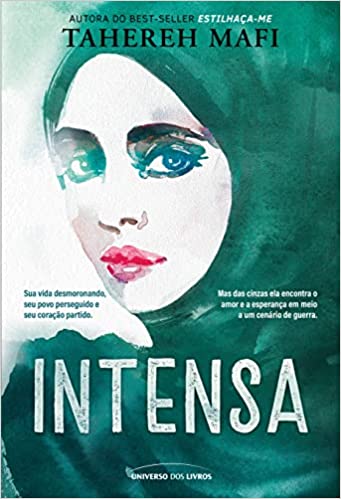 AUTORA DO BEST-SELLER ESTILHAÇA-ME
TAHEREH MAFI
Sua vida desmoronando,
seu povo perseguido e
seu coração partido.
Mas das cinzas ela encontra o
amor e a esperança em meio
a um cenário de guerra.
INTENSA
UNIVERSO DOS LIVROS